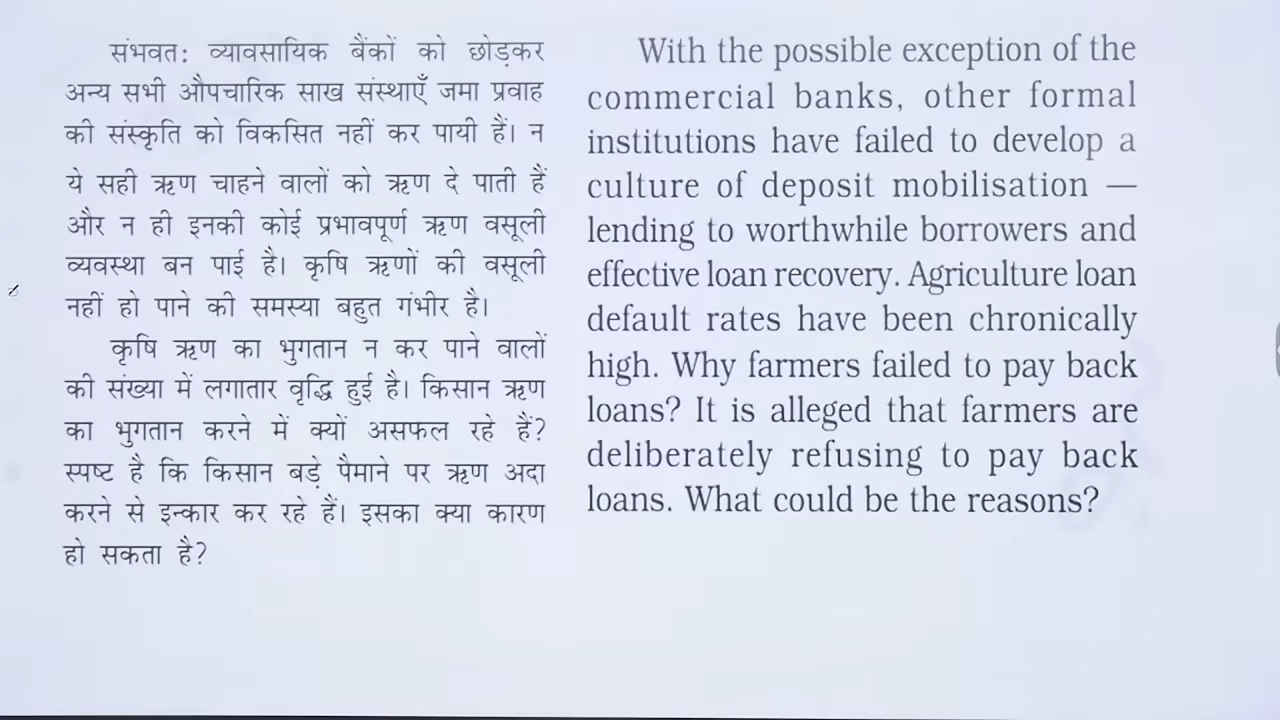 संभवत: व्यावसायिक बैंकों को छोड़कर
अन्य सभी औपचारिक साख संस्थाएँ जमा प्रवाह
की संस्कृति को विकसित नहीं कर पायी हैं। न
ये सही ऋण चाहने वालों को ऋण दे पाती हैं
और न ही इनकी कोई प्रभावपूर्ण ऋण वसूली
व्यवस्था बन पाई है। कृषि ऋणों की वसूली
नहीं हो पाने की समस्या बहुत गंभीर है।
कृषि ऋण का भुगतान न कर पाने वालों
की संख्या में लगातार वृद्धि हुई है। किसान ऋण
का भुगतान करने में क्यों असफल रहे हैं?
स्पष्ट है कि किसान बड़े पैमाने पर ऋण अदा
करने से इन्कार कर रहे हैं। इसका क्या कारण
हो सकता है?
With the possible exception of the
commercial banks, other formal
institutions have failed to develop a
culture of deposit mobilisation —
lending to worthwhile borrowers and
effective loan recovery. Agriculture loan
default rates have been chronically
high. Why farmers failed to pay back
loans? It is alleged that farmers are
deliberately refusing to pay back
loans. What could be the reasons?